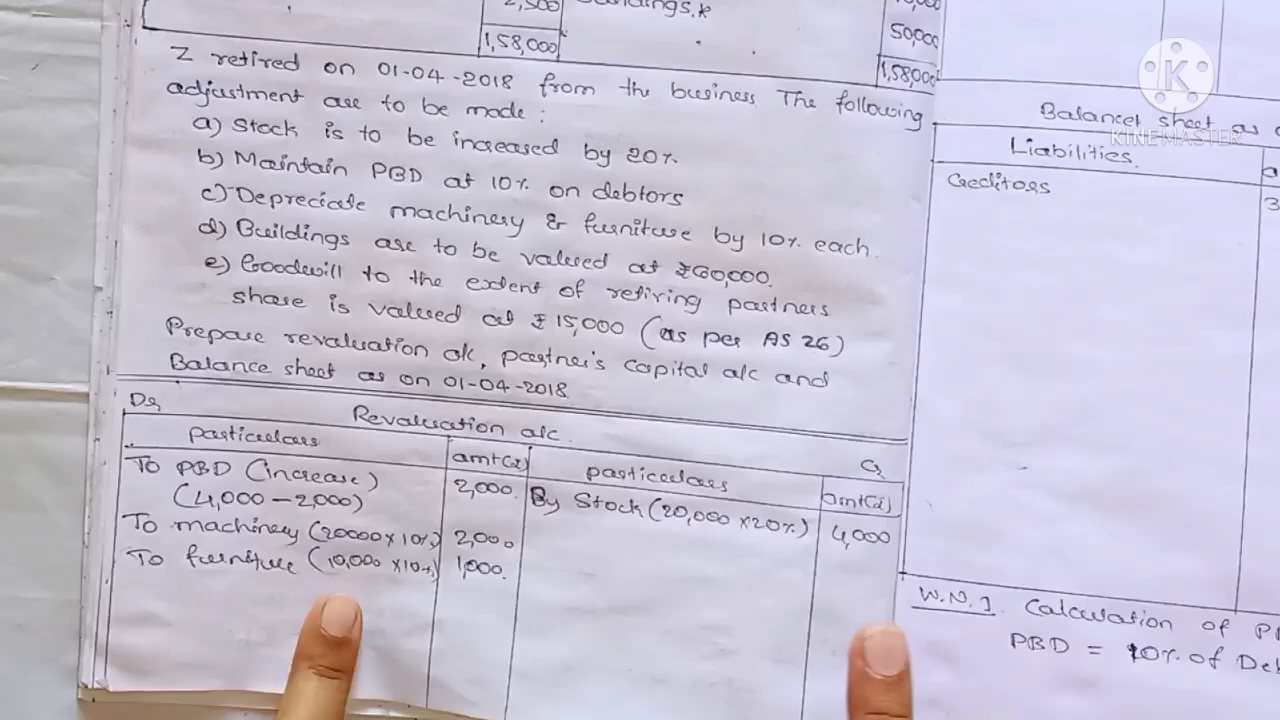 2,500
Buildings
50,000
1,58,000
1,58,000
Z retired on 01-04-2018 from the business The following
adjustment are to be made :
a) Stock is to be increased by 20%
b) Maintain PBD at 10% on debtors
c) Depreciate machinery & furniture by 10% each
d) Buildings are to be valued at ₹60,000.
e) Goodwill to the extent of retiring partners
share is valued at ₹15,000 (as per AS 26)
Prepare revaluation a/c, partner's capital a/c and
Balance sheet as on 01-04-2018
Dr Revaluation a/c. Cr
particulars amt(₹) particulars amt(₹)
To PBD (increase) 2,000. By Stock (20,000 x20%) 4,000
(4,000 - 2,000)
To machinery (20000 x 10%) 2,000
To furniture (10,000 x10%) 1,000.
K
KINEMASTER
Balance sheet as
Liabilities.
Creditors
3
W.N.1 Calculation of
PBD = 10% of